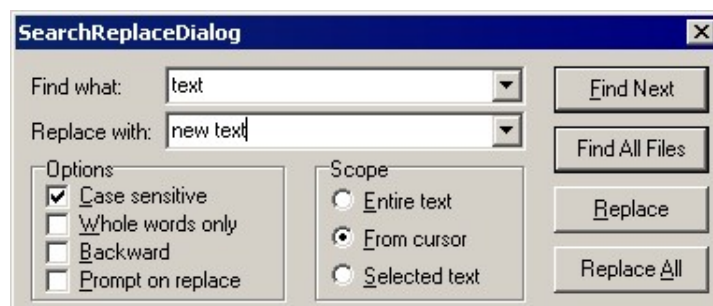 SearchReplaceDialog
Find what: text
Find Next
Replace with: new text
Find All Files
Options
Case sensitive
Whole words only
Backward
Prompt on replace
Scope
Entire text
From cursor
Selected text
Replace
Replace All